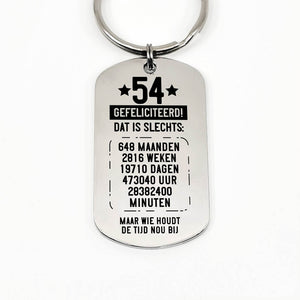 54
GEFELICITEERD!
DAT IS SLECHTS:
648 MAANDEN
2816 WEKEN
19710 DAGEN
473040 UUR
28382400
MINUTEN
MAAR WIE HOUDT
DE TIJD NOU BIJ